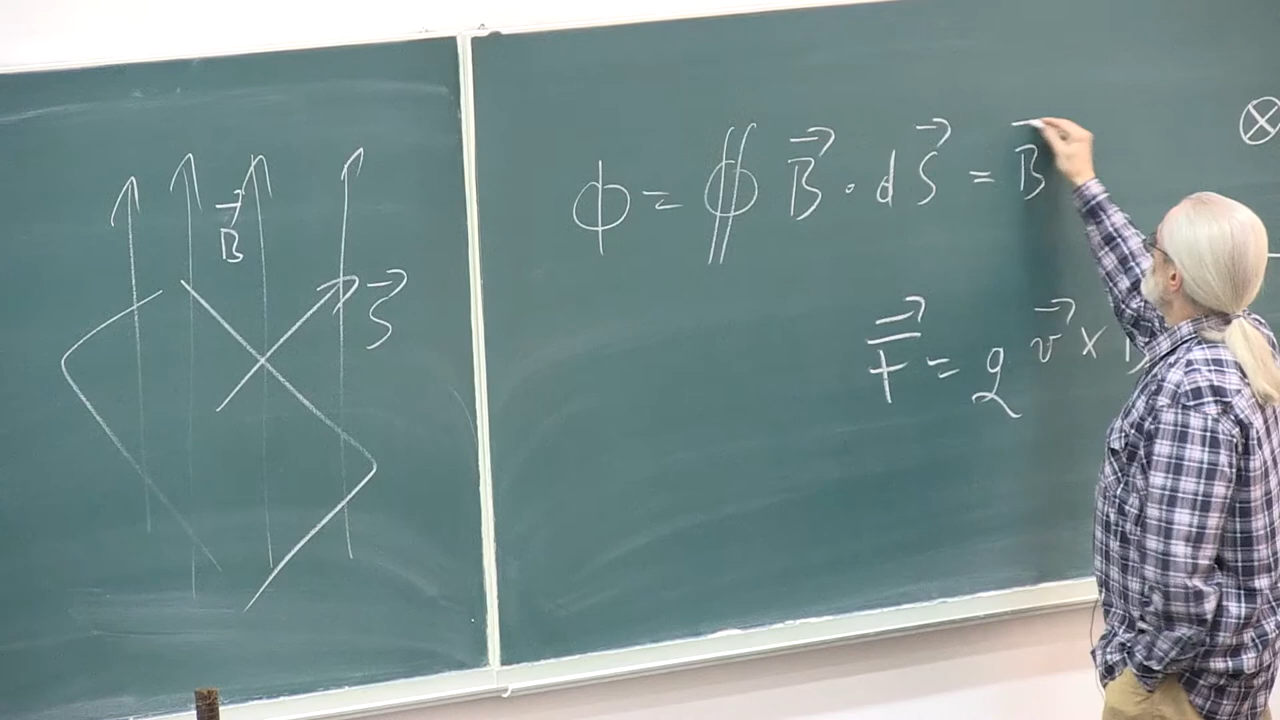 B⃗
S⃗
ϕ = ∯ B⃗ · dS⃗ = B⃗
F⃗ = q v⃗ × B
⊗